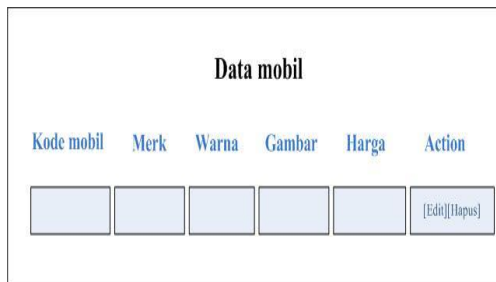 Data mobil
Kode mobil Merk Warna Gambar Harga Action
[Edit][Hapus]